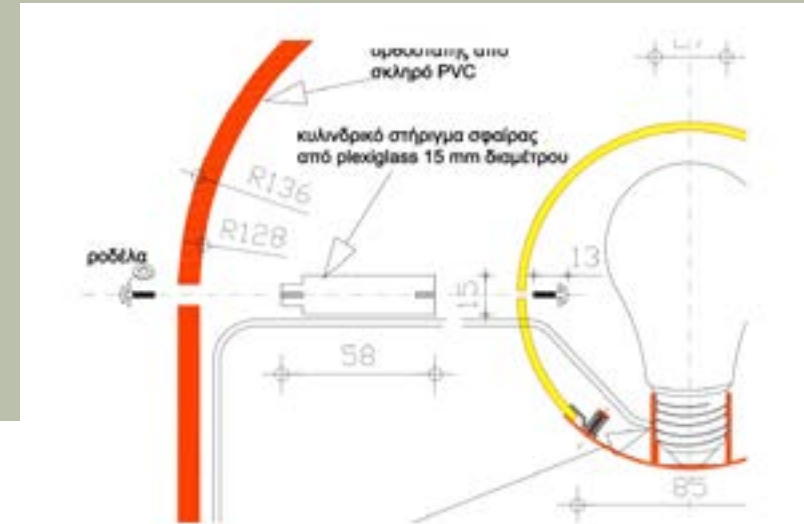 σκληρό PVC
κυλινδρικό στήριγμα σφαίρας
από plexiglass 15 mm διαμέτρου
R136
R128
ροδέλα
13
15
58
85